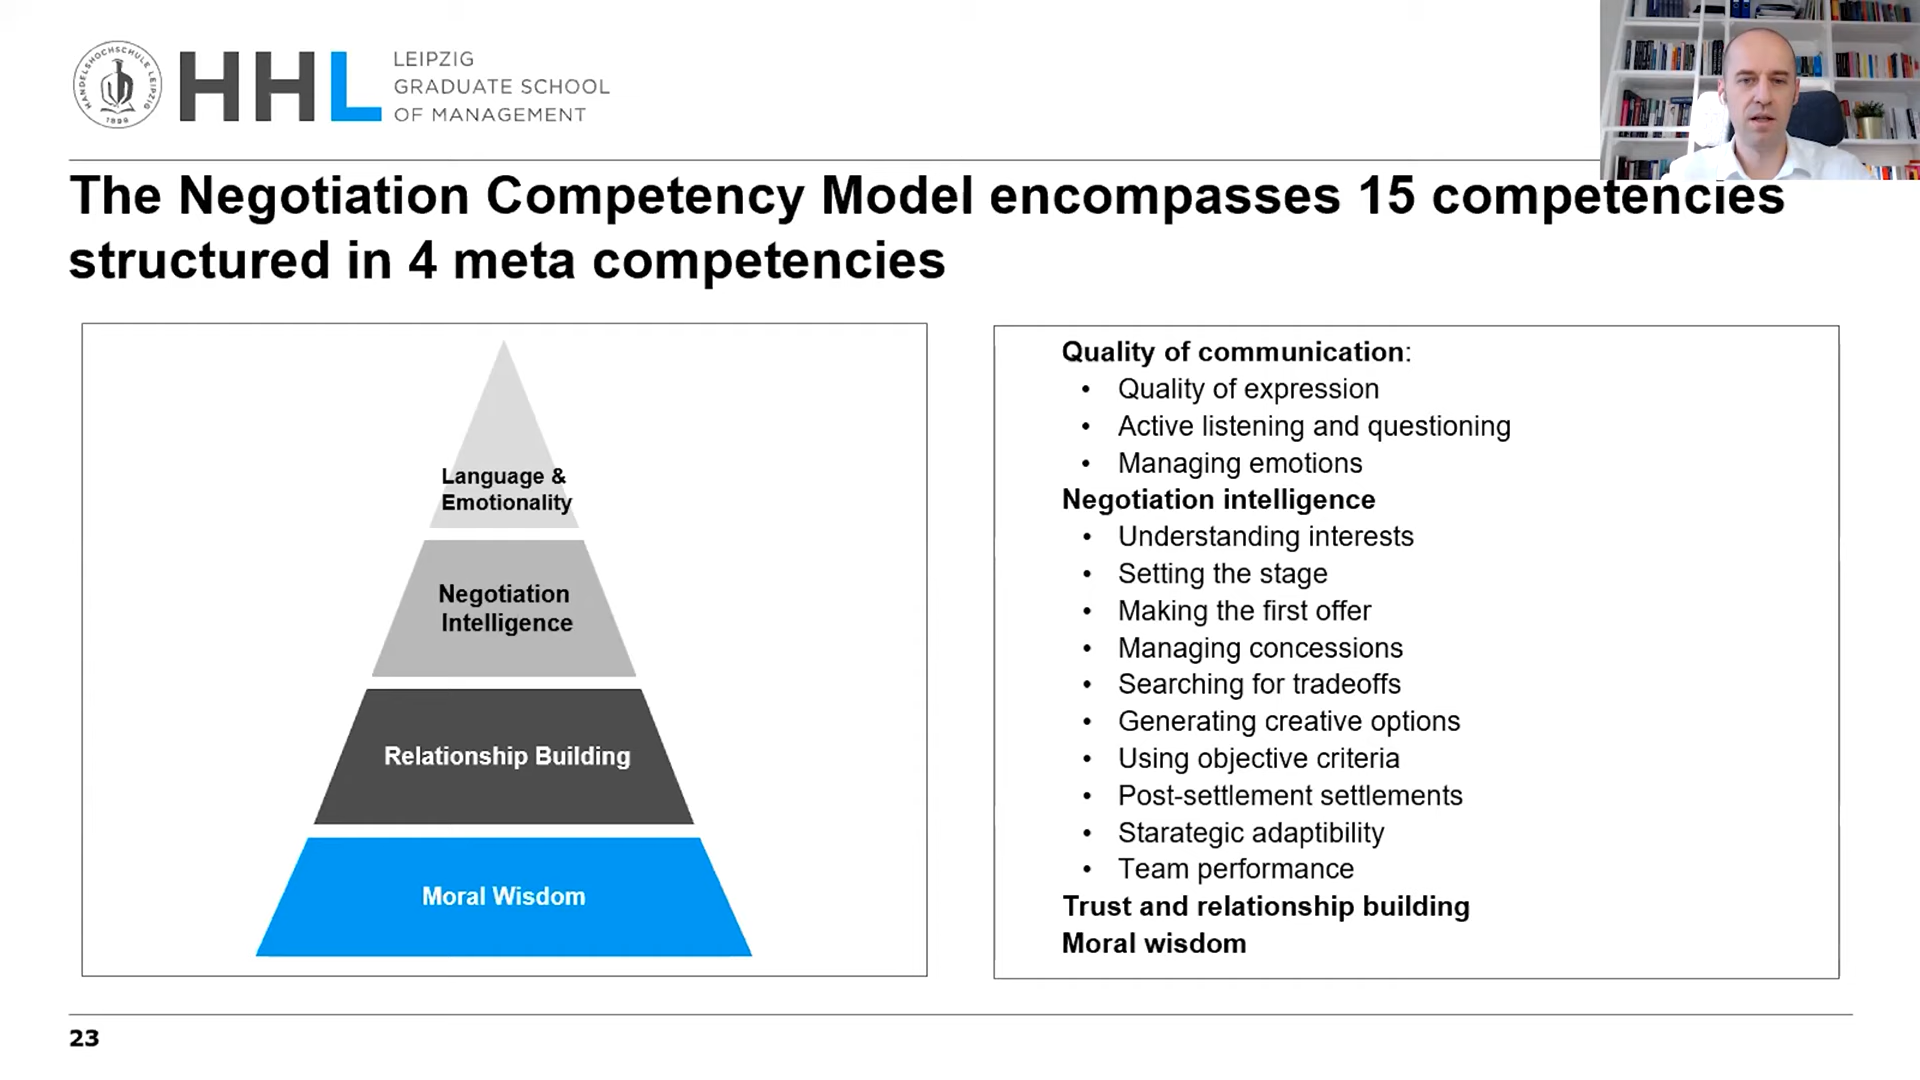 HANDELSHOCHSCHULE LEIPZIG
1898
HHL
LEIPZIG
GRADUATE SCHOOL
OF MANAGEMENT
The Negotiation Competency Model encompasses 15 competencies
structured in 4 meta competencies
Language &
Emotionality
Negotiation
Intelligence
Relationship Building
Moral Wisdom
Quality of communication:
• Quality of expression
• Active listening and questioning
• Managing emotions
Negotiation intelligence
• Understanding interests
• Setting the stage
• Making the first offer
• Managing concessions
• Searching for tradeoffs
• Generating creative options
• Using objective criteria
• Post-settlement settlements
• Starategic adaptibility
• Team performance
Trust and relationship building
Moral wisdom
23